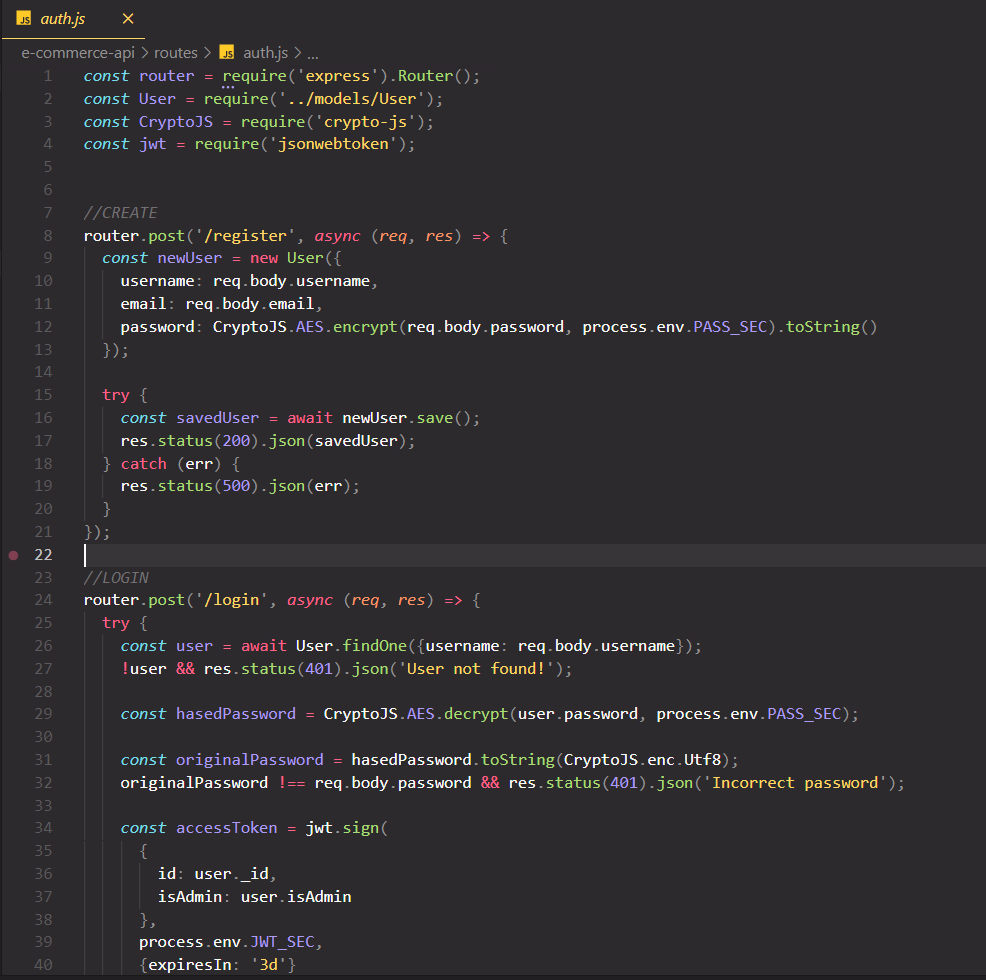 JS auth.js ×
e-commerce-api > routes > JS auth.js > ...
1 const router = require('express').Router();
2 const User = require('../models/User');
3 const CryptoJS = require('crypto-js');
4 const jwt = require('jsonwebtoken');
5
6
7 //CREATE
8 router.post('/register', async (req, res) => {
9   const newUser = new User({
10     username: req.body.username,
11     email: req.body.email,
12     password: CryptoJS.AES.encrypt(req.body.password, process.env.PASS_SEC).toString()
13   });
14
15   try {
16     const savedUser = await newUser.save();
17     res.status(200).json(savedUser);
18   } catch (err) {
19     res.status(500).json(err);
20   }
21 });
22
23 //LOGIN
24 router.post('/login', async (req, res) => {
25   try {
26     const user = await User.findOne({username: req.body.username});
27     !user && res.status(401).json('User not found!');
28
29     const hasedPassword = CryptoJS.AES.decrypt(user.password, process.env.PASS_SEC);
30
31     const originalPassword = hasedPassword.toString(CryptoJS.enc.Utf8);
32     originalPassword !== req.body.password && res.status(401).json('Incorrect password');
33
34     const accessToken = jwt.sign(
35       {
36         id: user._id,
37         isAdmin: user.isAdmin
38       },
39       process.env.JWT_SEC,
40       {expiresIn: '3d'}